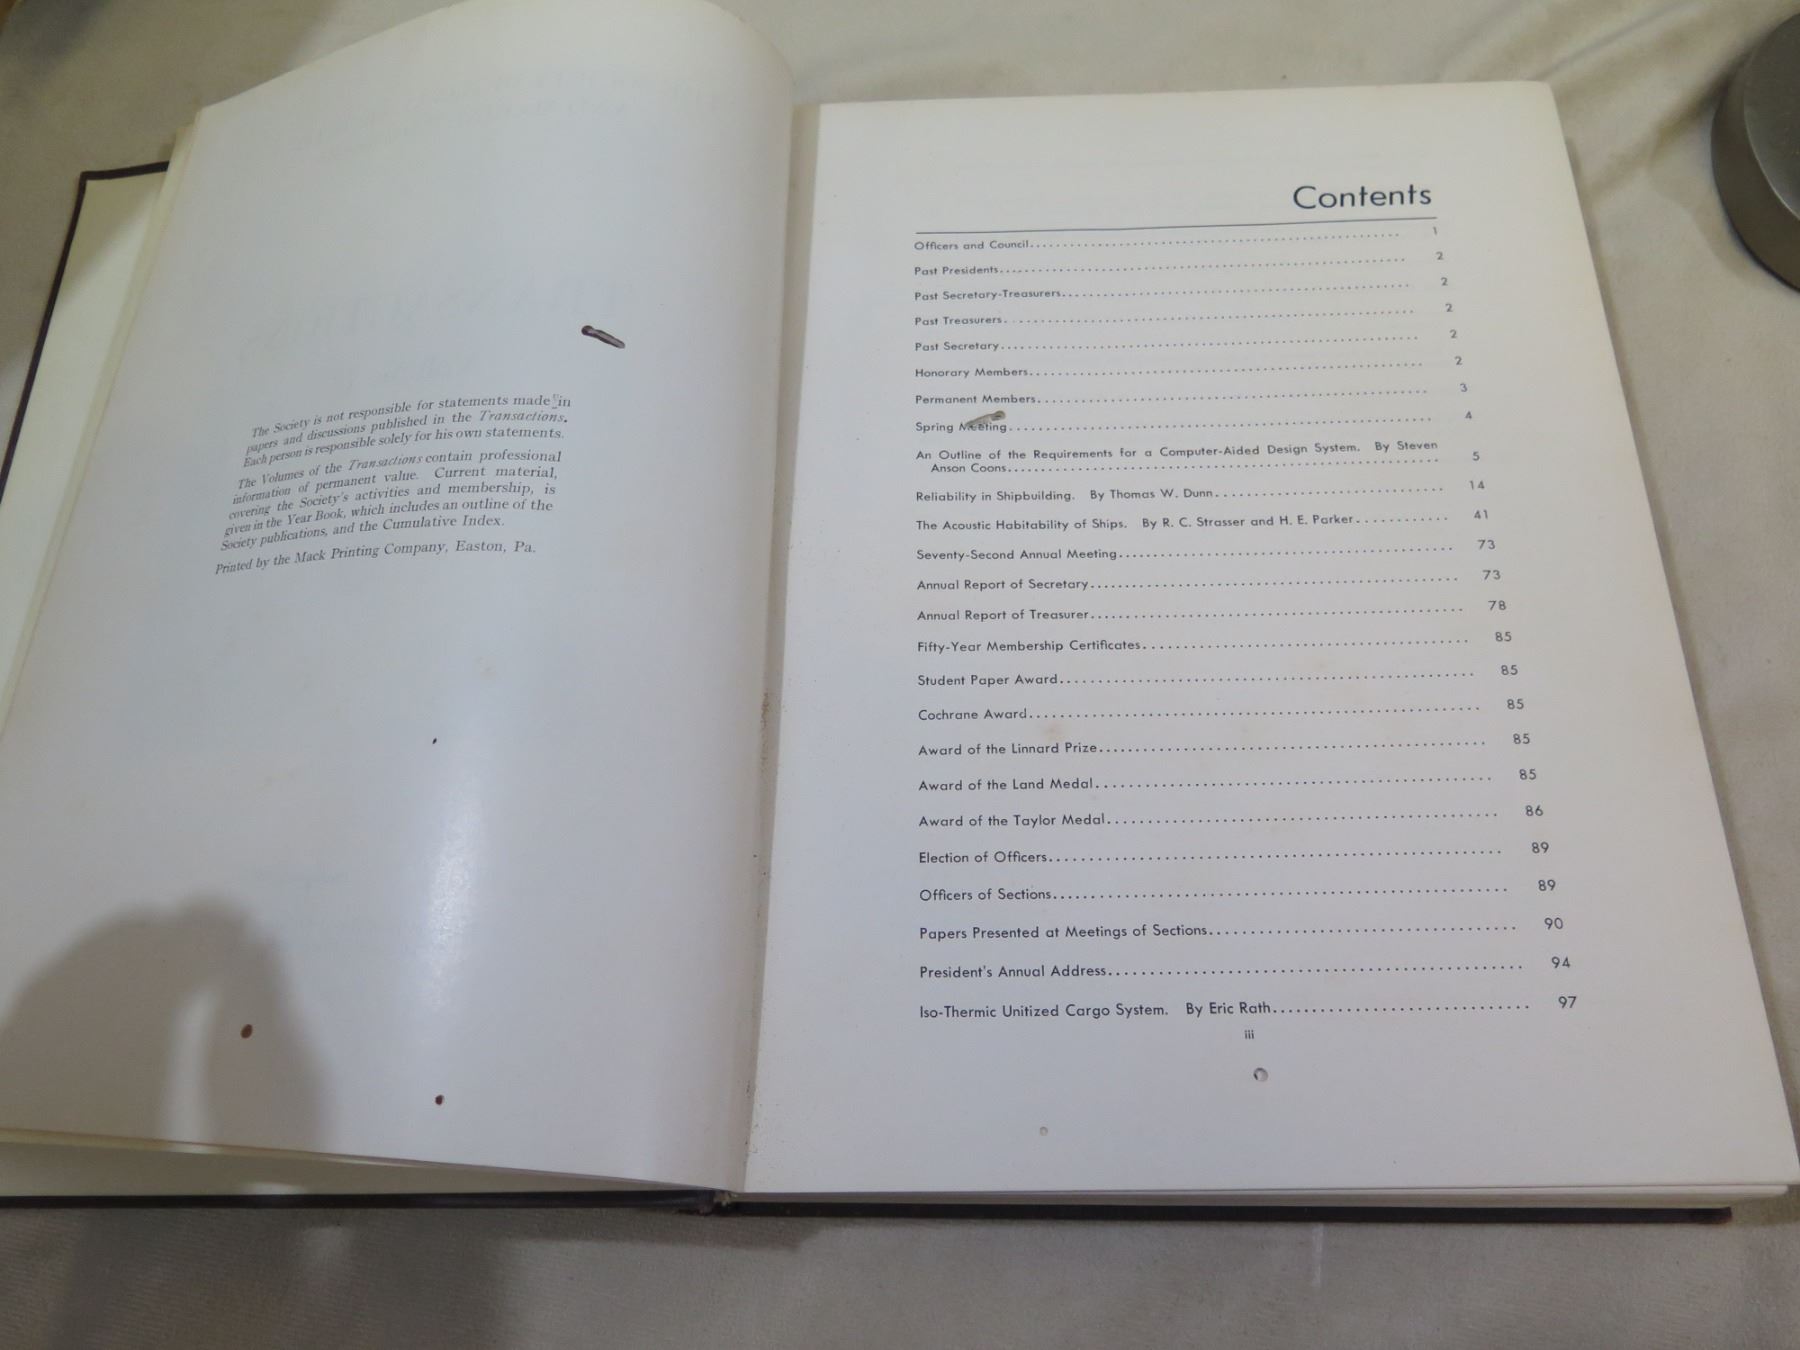 The Society is not responsible for statements made in
papers and discussions published in the Transactions.
Each person is responsible solely for his own statements.
The Volumes of the Transactions contain professional
information of permanent value. Current material,
covering the Society's activities and membership, is
given in the Year Book, which includes an outline of the
Society publications, and the Cumulative Index.
Printed by the Mack Printing Company, Easton, Pa.
Contents
Officers and Council 1
Past Presidents 2
Past Secretary-Treasurers 2
Past Treasurers 2
Past Secretary 2
Honorary Members 2
Permanent Members 3
Spring Meeting 4
An Outline of the Requirements for a Computer-Aided Design System. By Steven
Anson Coons 5
Reliability in Shipbuilding. By Thomas W. Dunn 14
The Acoustic Habitability of Ships. By R. C. Strasser and H. E. Parker 41
Seventy-Second Annual Meeting 73
Annual Report of Secretary 73
Annual Report of Treasurer 78
Fifty-Year Membership Certificates 85
Student Paper Award 85
Cochrane Award 85
Award of the Linnard Prize 85
Award of the Land Medal 85
Award of the Taylor Medal 86
Election of Officers 89
Officers of Sections 89
Papers Presented at Meetings of Sections 90
President's Annual Address 94
Iso-Thermic Unitized Cargo System. By Eric Rath 97
iii